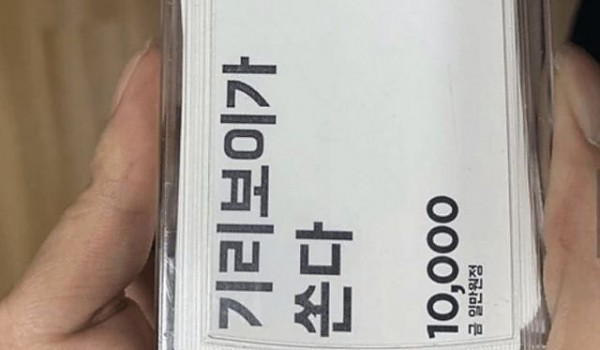 기리보이가
쏜다
10,000
금 일만원정